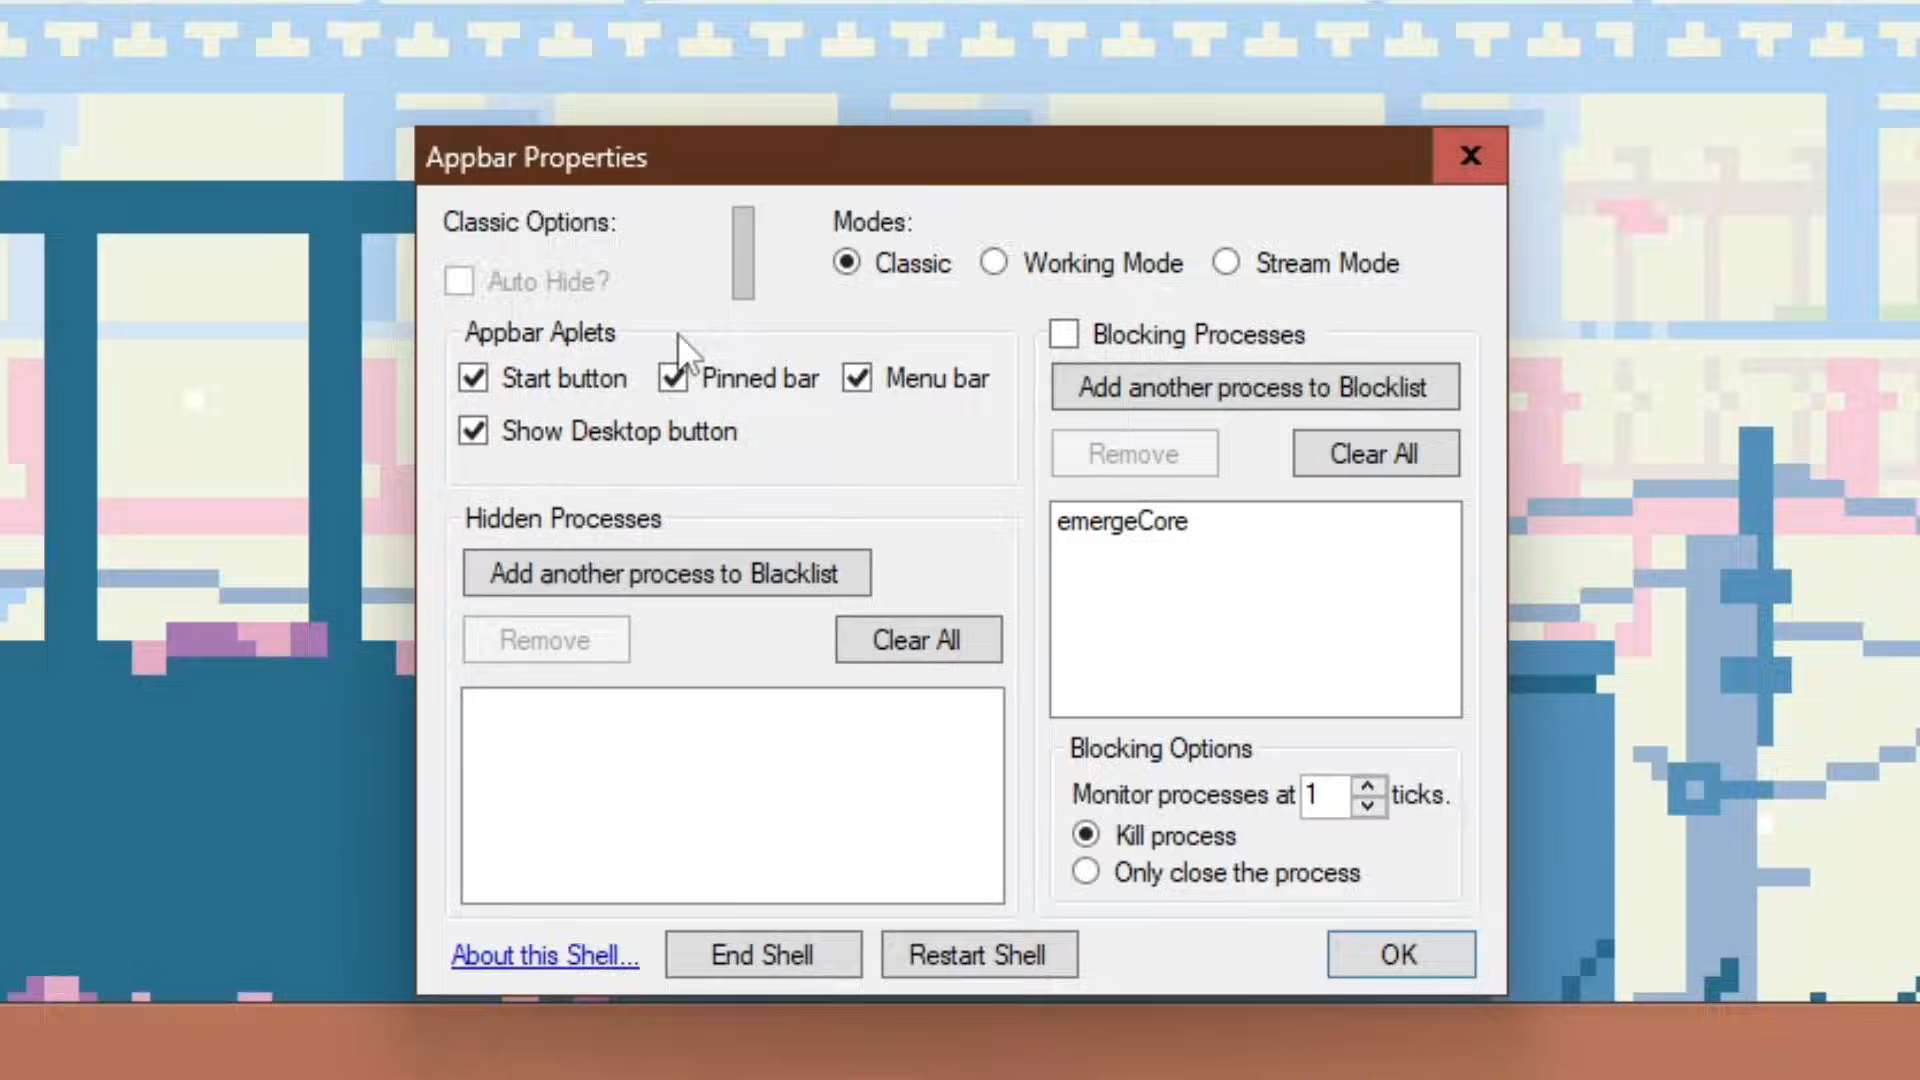 Appbar Properties
Classic Options:
Auto Hide?
Modes:
Classic Working Mode Stream Mode
Appbar Aplets
Start button Pinned bar Menu bar
Show Desktop button
Hidden Processes
Add another process to Blacklist
Remove Clear All
Blocking Processes
Add another process to Blocklist
Remove Clear All
emergeCore
Blocking Options
Monitor processes at 1 ticks.
Kill process
Only close the process
About this Shell... End Shell Restart Shell OK